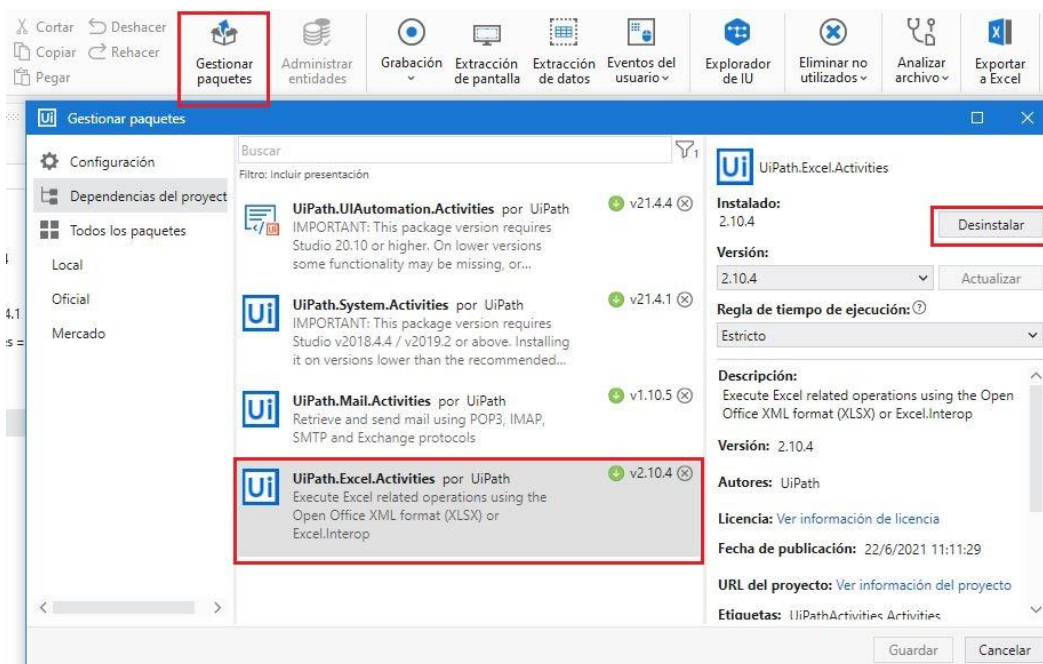 Cortar
Deshacer
Copiar
Rehacer
Pegar
Gestionar
paquetes
Administrar
entidades
Grabación
Extracción
de pantalla
Extracción
de datos
Eventos del
usuario
Explorador
de IU
Eliminar no
utilizados
Analizar
archivo
Exportar
a Excel
Ui Gestionar paquetes
Configuración
Dependencias del proyect
Todos los paquetes
Local
Oficial
Mercado
4.1
s =
Buscar
1
Filtro: Incluir presentación
UiPath.UIAutomation.Activities por UiPath
v21.4.4
IMPORTANT: This package version requires
Studio 20.10 or higher. On lower versions
some functionality may be missing, or...
Ui
UiPath.System.Activities por UiPath
v21.4.1
IMPORTANT: This package version requires
Studio v2018.4.4 / v2019.2 or above. Installing
it on versions lower than the recommended...
Ui
UiPath.Mail.Activities por UiPath
v1.10.5
Retrieve and send mail using POP3, IMAP,
SMTP and Exchange protocols
Ui
UiPath.Excel.Activities por UiPath
v2.10.4
Execute Excel related operations using the
Open Office XML format (XLSX) or
Excel.Interop
Ui UiPath.Excel.Activities
Instalado:
2.10.4
Desinstalar
Versión:
2.10.4
Actualizar
Regla de tiempo de ejecución:
Estricto
Descripción:
Execute Excel related operations using the Open
Office XML format (XLSX) or Excel.Interop
Versión: 2.10.4
Autores: UiPath
Licencia: Ver información de licencia
Fecha de publicación: 22/6/2021 11:11:29
URL del proyecto: Ver información del proyecto
Etiquetas: UiPathActivities Activities
Guardar
Cancelar